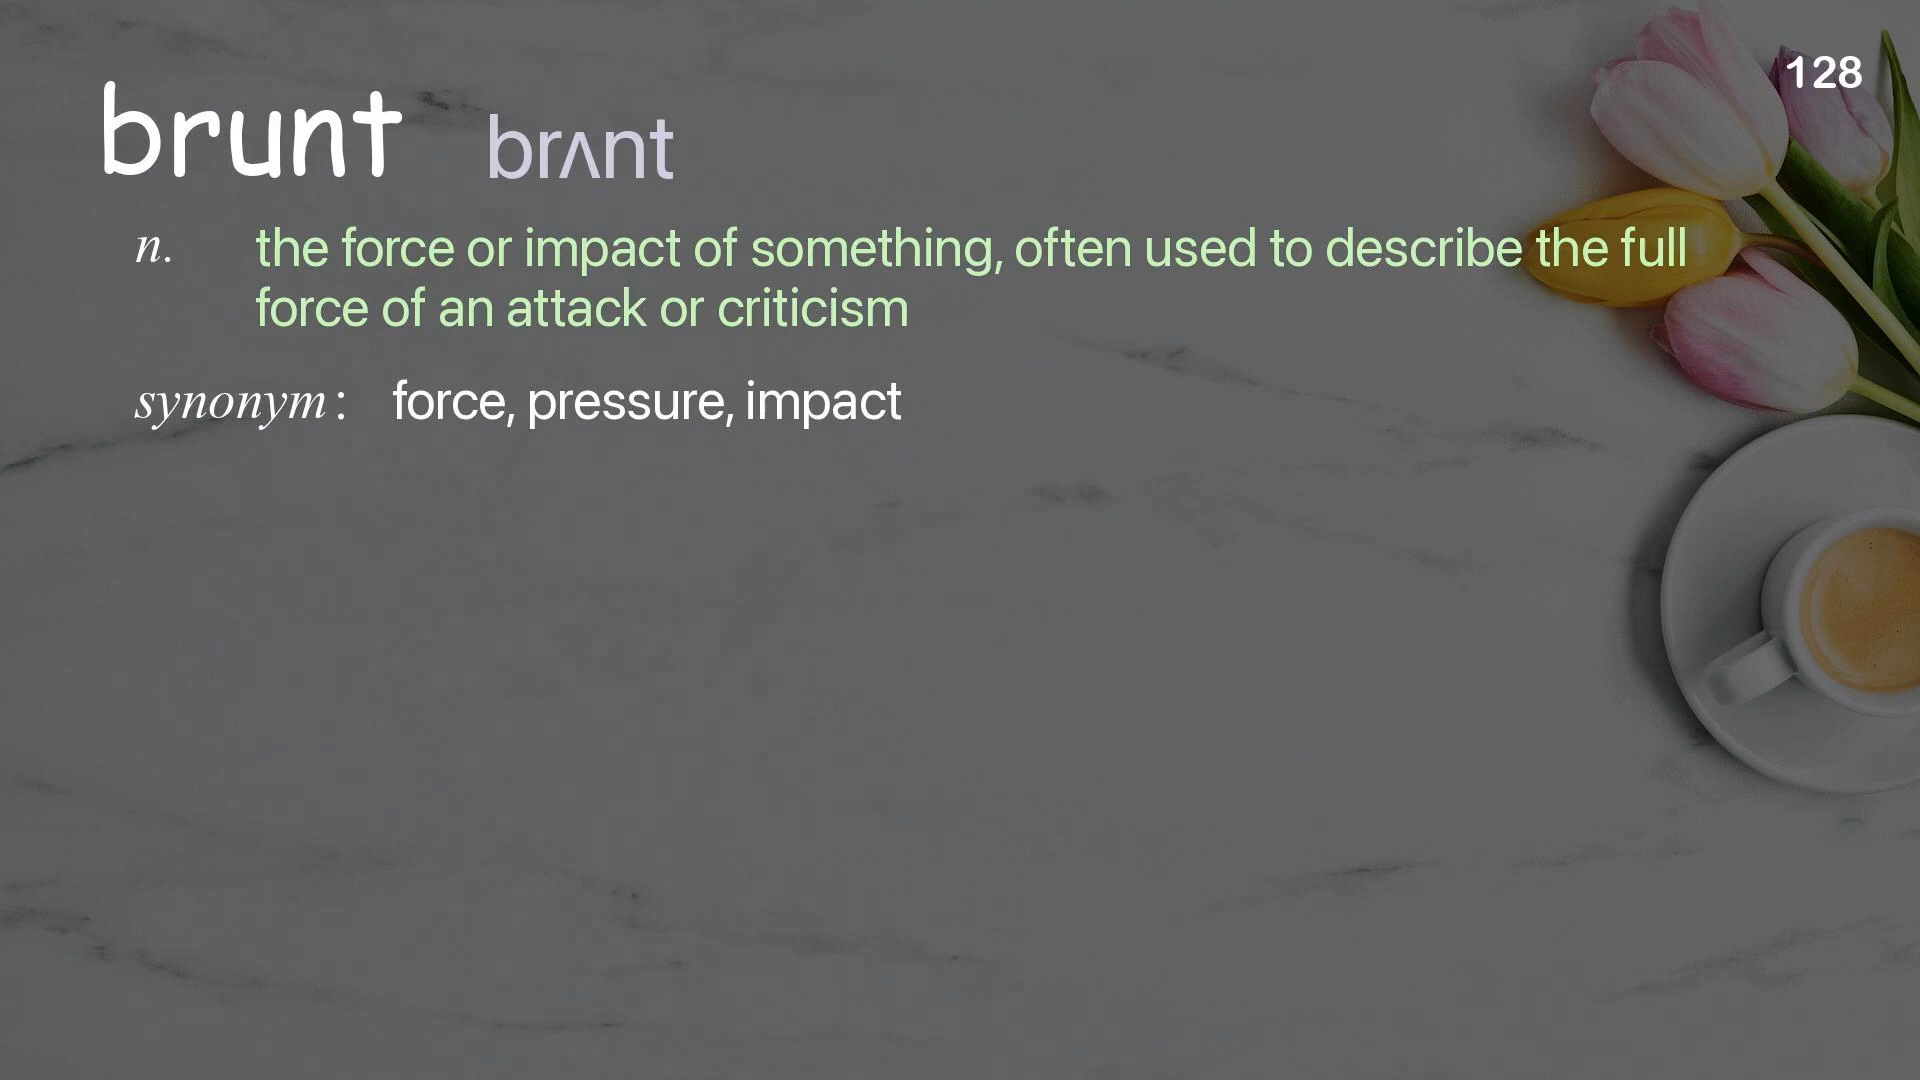 128
brunt brʌnt
n. the force or impact of something, often used to describe the full
force of an attack or criticism
synonym : force, pressure, impact